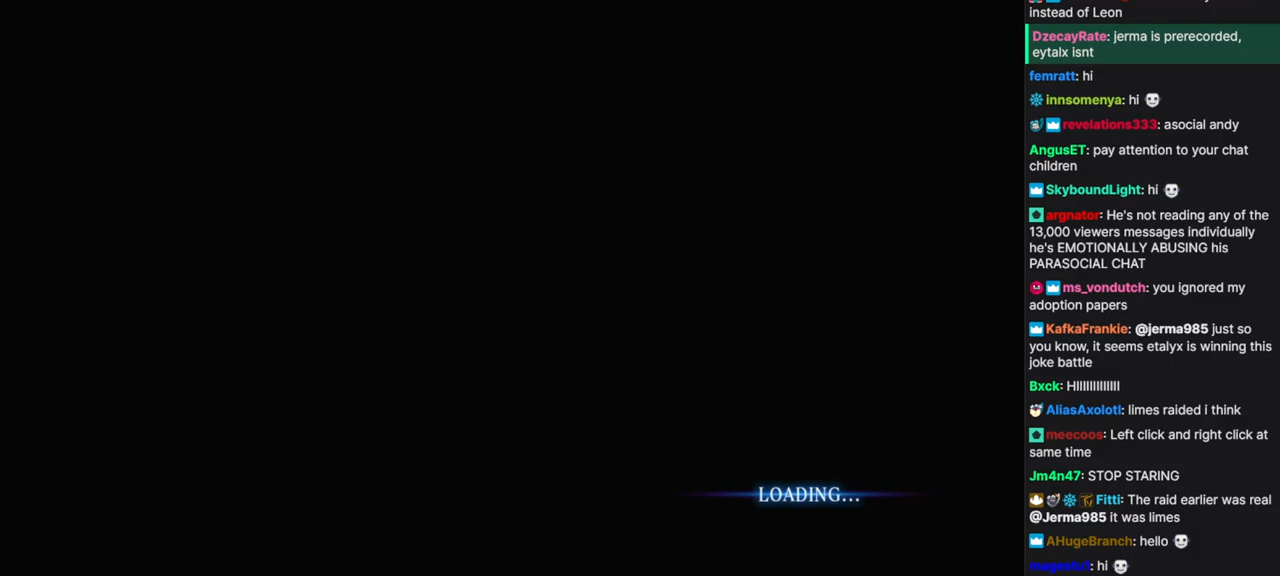 instead of Leon
DzecayRate: jerma is prerecorded,
eytalx isnt
femratt: hi
innsomenya: hi
revelations333: asocial andy
AngusET: pay attention to your chat
children
SkyboundLight: hi
argnator: He's not reading any of the
13,000 viewers messages individually
he's EMOTIONALLY ABUSING his
PARASOCIAL CHAT
ms_vondutch: you ignored my
adoption papers
KafkaFrankie: @jerma985 just so
you know, it seems etalyx is winning this
joke battle
Bxck: HIIIIIIIIIIIII
AliasAxolotl: limes raided i think
meecoos: Left click and right click at
same time
Jm4n47: STOP STARING
LOADING...
Fitti: The raid earlier was real
@Jerma985 it was limes
AHugeBranch: hello
hi